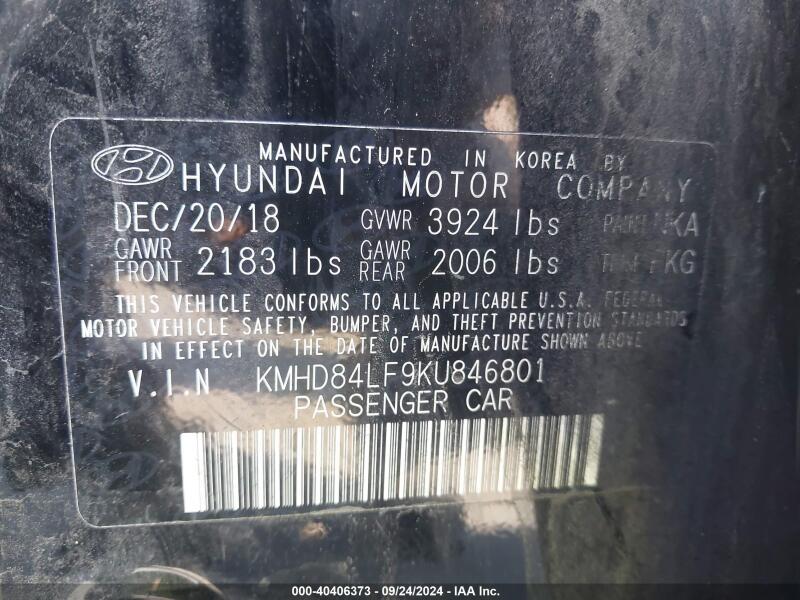 MANUFACTURED IN KOREA BY
HYUNDAI MOTOR COMPANY
DEC/20/18 GVWR 3924 lbs
GAWR FRONT 2183 lbs GAWR REAR 2006 lbs
THIS VEHICLE CONFORMS TO ALL APPLICABLE U.S.A. FEDERAL
MOTOR VEHICLE SAFETY, BUMPER, AND THEFT PREVENTION STANDARDS
IN EFFECT ON THE DATE OF MANUFACTURE SHOWN ABOVE
V.I.N KMHD84LF9KU846801
PASSENGER CAR
000-40406373 - 09/24/2024 - IAA Inc.